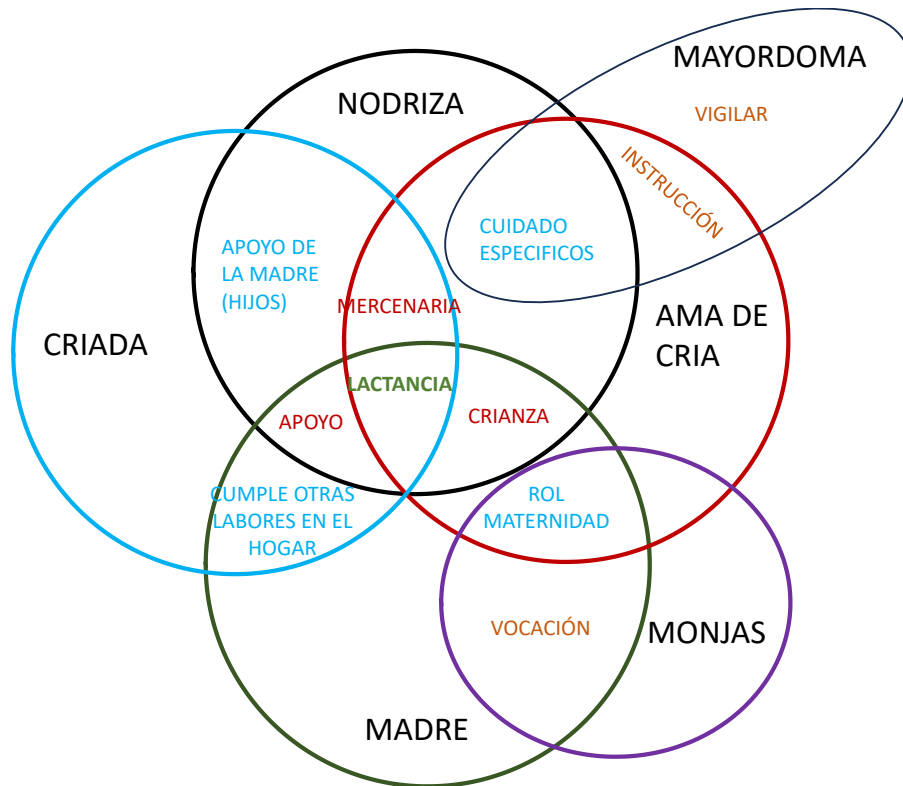 MAYORDOMA
NODRIZA
VIGILAR
INSTRUCCIÓN
CUIDADO
ESPECIFICOS
APOYO DE
LA MADRE
(HIJOS)
MERCENARIA
AMA DE
CRIA
CRIADA
LACTANCIA
APOYO
CRIANZA
CUMPLE OTRAS
LABORES EN EL
HOGAR
ROL
MATERNIDAD
VOCACIÓN
MONJAS
MADRE